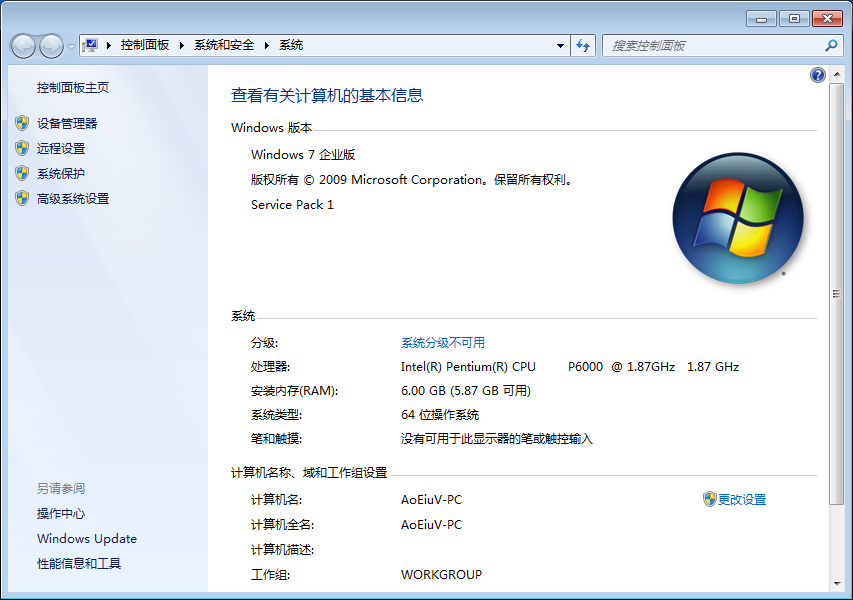 控制面板 系统和安全 系统
搜索控制面板
控制面板主页
设备管理器
远程设置
系统保护
高级系统设置
另请参阅
操作中心
Windows Update
性能信息和工具
查看有关计算机的基本信息
Windows 版本
Windows 7 企业版
版权所有 © 2009 Microsoft Corporation。保留所有权利。
Service Pack 1
系统
分级: 系统分级不可用
处理器: Intel(R) Pentium(R) CPU P6000 @ 1.87GHz 1.87 GHz
安装内存(RAM): 6.00 GB (5.87 GB 可用)
系统类型: 64 位操作系统
笔和触摸: 没有可用于此显示器的笔或触控输入
计算机名称、域和工作组设置
计算机名: AoEiuV-PC 更改设置
计算机全名: AoEiuV-PC
计算机描述:
工作组: WORKGROUP